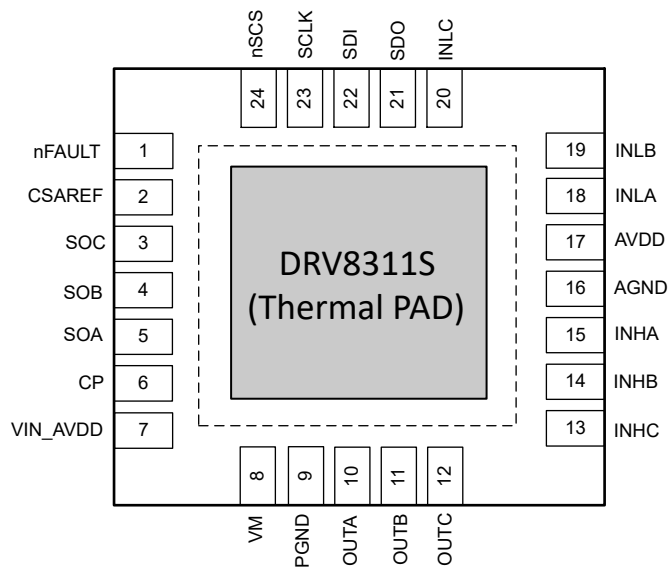 nSCS
SCLK
SDI
SDO
INLC
24
23
22
21
20
nFAULT 1
CSAREF 2
SOC 3
SOB 4
SOA 5
CP 6
VIN_AVDD 7
DRV8311S
(Thermal PAD)
19 INLB
18 INLA
17 AVDD
16 AGND
15 INHA
14 INHB
13 INHC
8
9
10
11
12
VM
PGND
OUTA
OUTB
OUTC